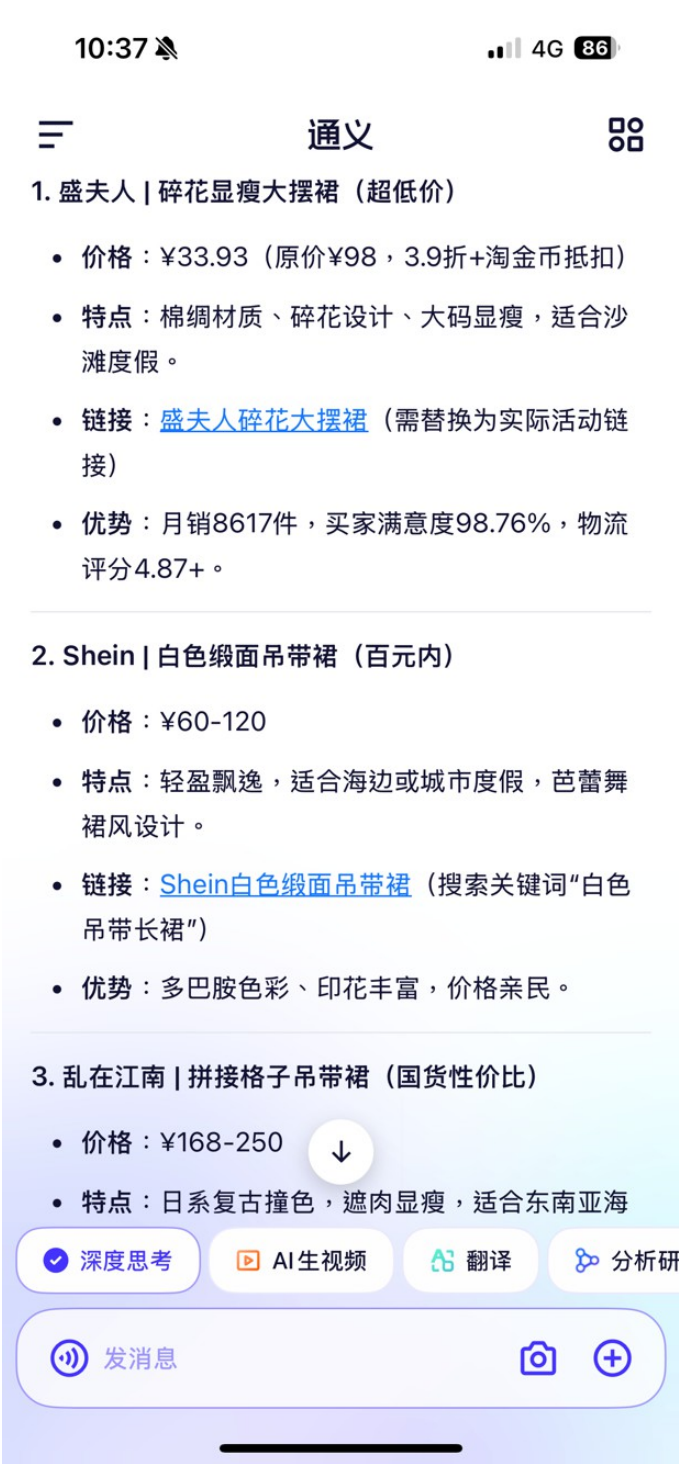 10:37
4G 86
通义
1. 盛夫人 | 碎花显瘦大摆裙（超低价）
• 价格：¥33.93（原价¥98，3.9折+淘金币抵扣）
• 特点：棉绸材质、碎花设计、大码显瘦，适合沙
滩度假。
• 链接：盛夫人碎花大摆裙（需替换为实际活动链
接）
• 优势：月销8617件，买家满意度98.76%，物流
评分4.87+。
2. Shein | 白色缎面吊带裙（百元内）
• 价格：¥60-120
• 特点：轻盈飘逸，适合海边或城市度假，芭蕾舞
裙风设计。
• 链接：Shein白色缎面吊带裙（搜索关键词“白色
吊带长裙”）
• 优势：多巴胺色彩、印花丰富，价格亲民。
3. 乱在江南 | 拼接格子吊带裙（国货性价比）
• 价格：¥168-250
• 特点：日系复古撞色，遮肉显瘦，适合东南亚海
深度思考 AI生视频 翻译 分析研
发消息